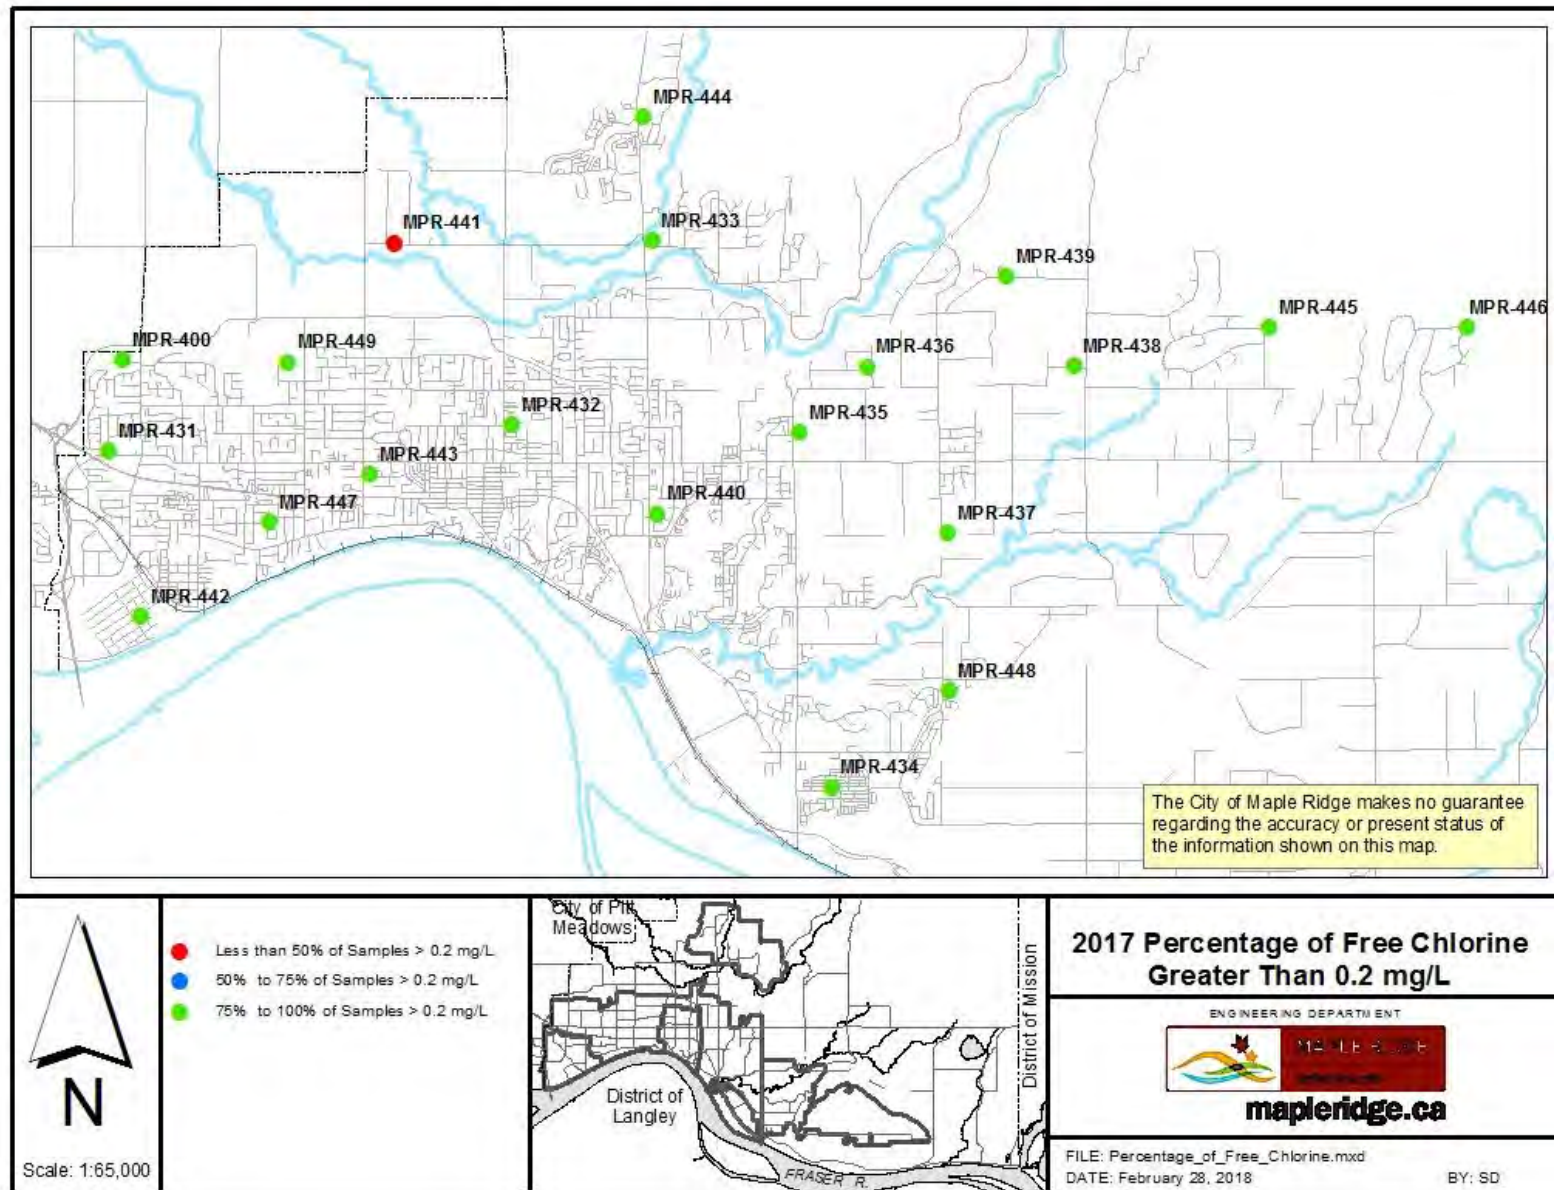 MPR-444
MPR-441
MPR-433
MPR-439
MPR-445
MPR-446
MPR-400
MPR-449
MPR-436
MPR-438
MPR-432
MPR-435
MPR-431
MPR-443
MPR-440
MPR-447
MPR-437
MPR-442
MPR-448
MPR-434
The City of Maple Ridge makes no guarantee
regarding the accuracy or present status of
the information shown on this map.
N
Scale: 1:65,000
Less than 50% of Samples > 0.2 mg/L
50% to 75% of Samples > 0.2 mg/L
75% to 100% of Samples > 0.2 mg/L
City of Pitt
Meadows
District of
Langley
District of Mission
FRASER R.
2017 Percentage of Free Chlorine
Greater Than 0.2 mg/L
ENGINEERING DEPARTMENT
MAPLE RIDGE
mapleridge.ca
FILE: Percentage_of_Free_Chlorine.mxd
DATE: February 28, 2018
BY: SD